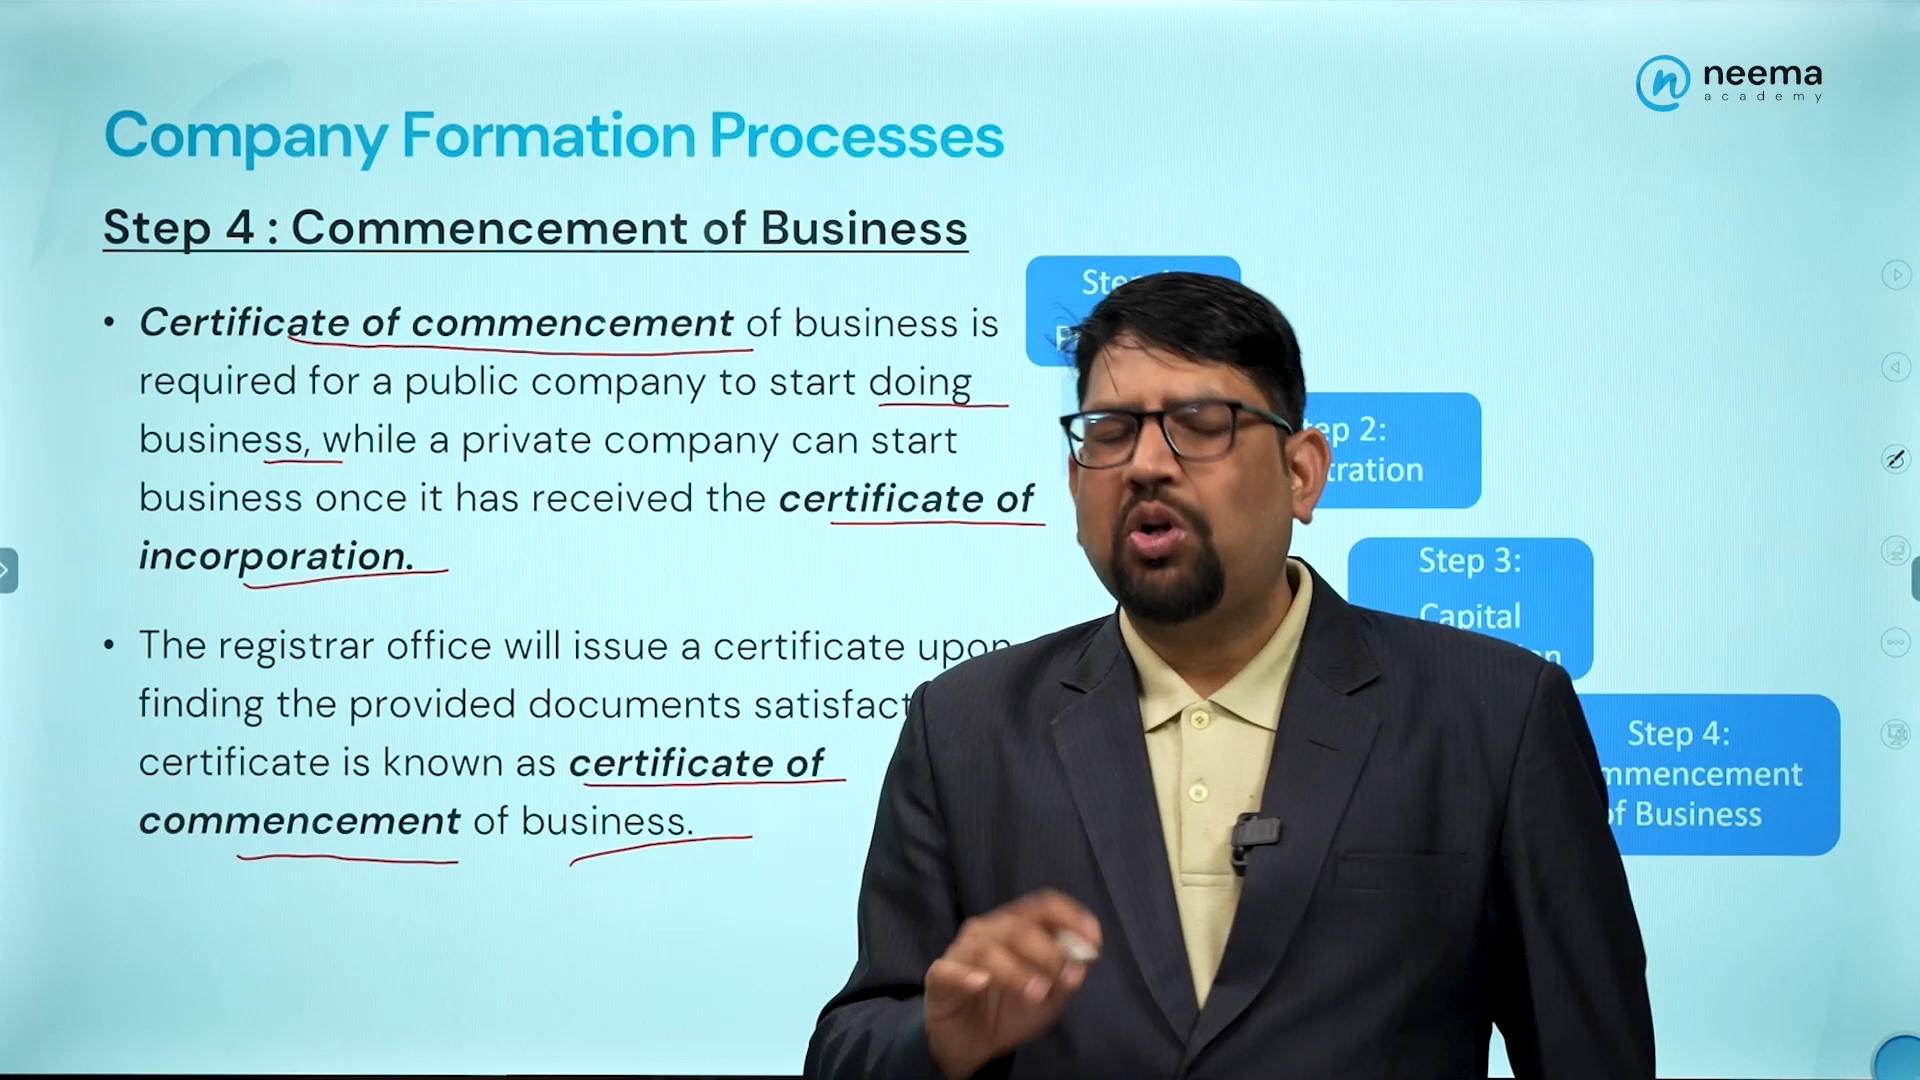 neema
academy
Company Formation Processes
Step 4 : Commencement of Business
• Certificate of commencement of business is
required for a public company to start doing
business, while a private company can start
business once it has received the certificate of
incorporation.
• The registrar office will issue a certificate upon
finding the provided documents
certificate is known as certificate of
commencement of business.
2:
Step 3:
Capital
Step 4:
of Business